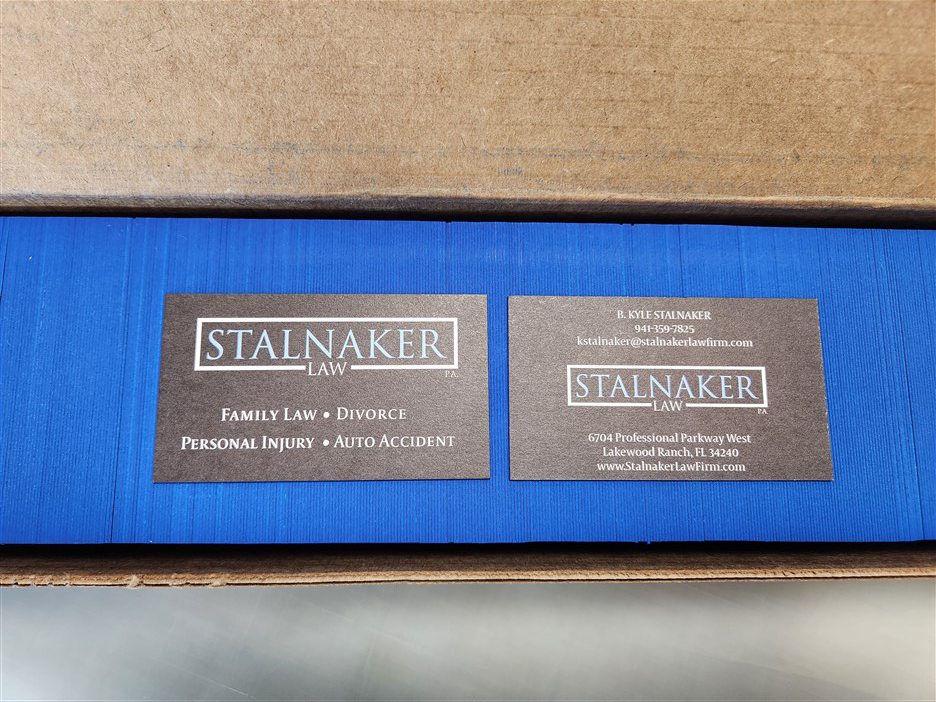 STALNAKER
LAW
P.A.
FAMILY LAW • DIVORCE
PERSONAL INJURY • AUTO ACCIDENT
B. KYLE STALNAKER
941-359-7825
kstalnaker@stalnakerlawfirm.com
STALNAKER
LAW
P.A
6704 Professional Parkway West
Lakewood Ranch, FL 34240
www.StalnakerLawFirm.com